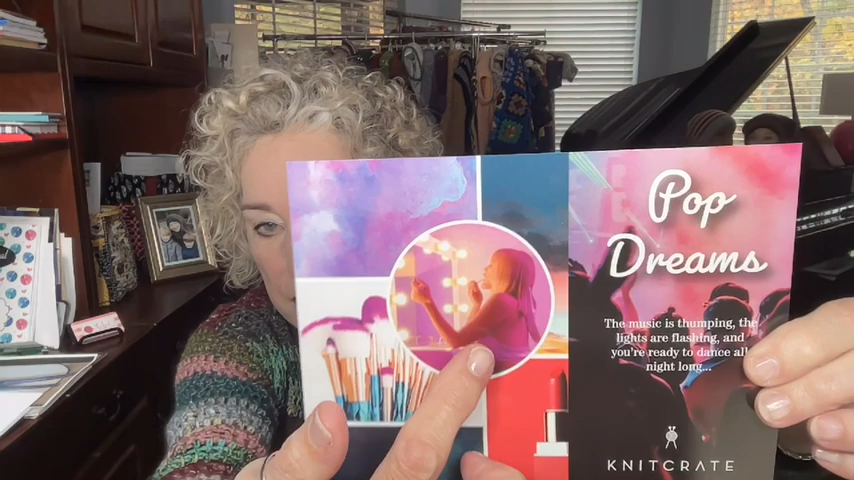 Pop
Dreams
The music is thumping, the
lights are flashing, and
you're ready to dance all
night long...
KNITCRATE